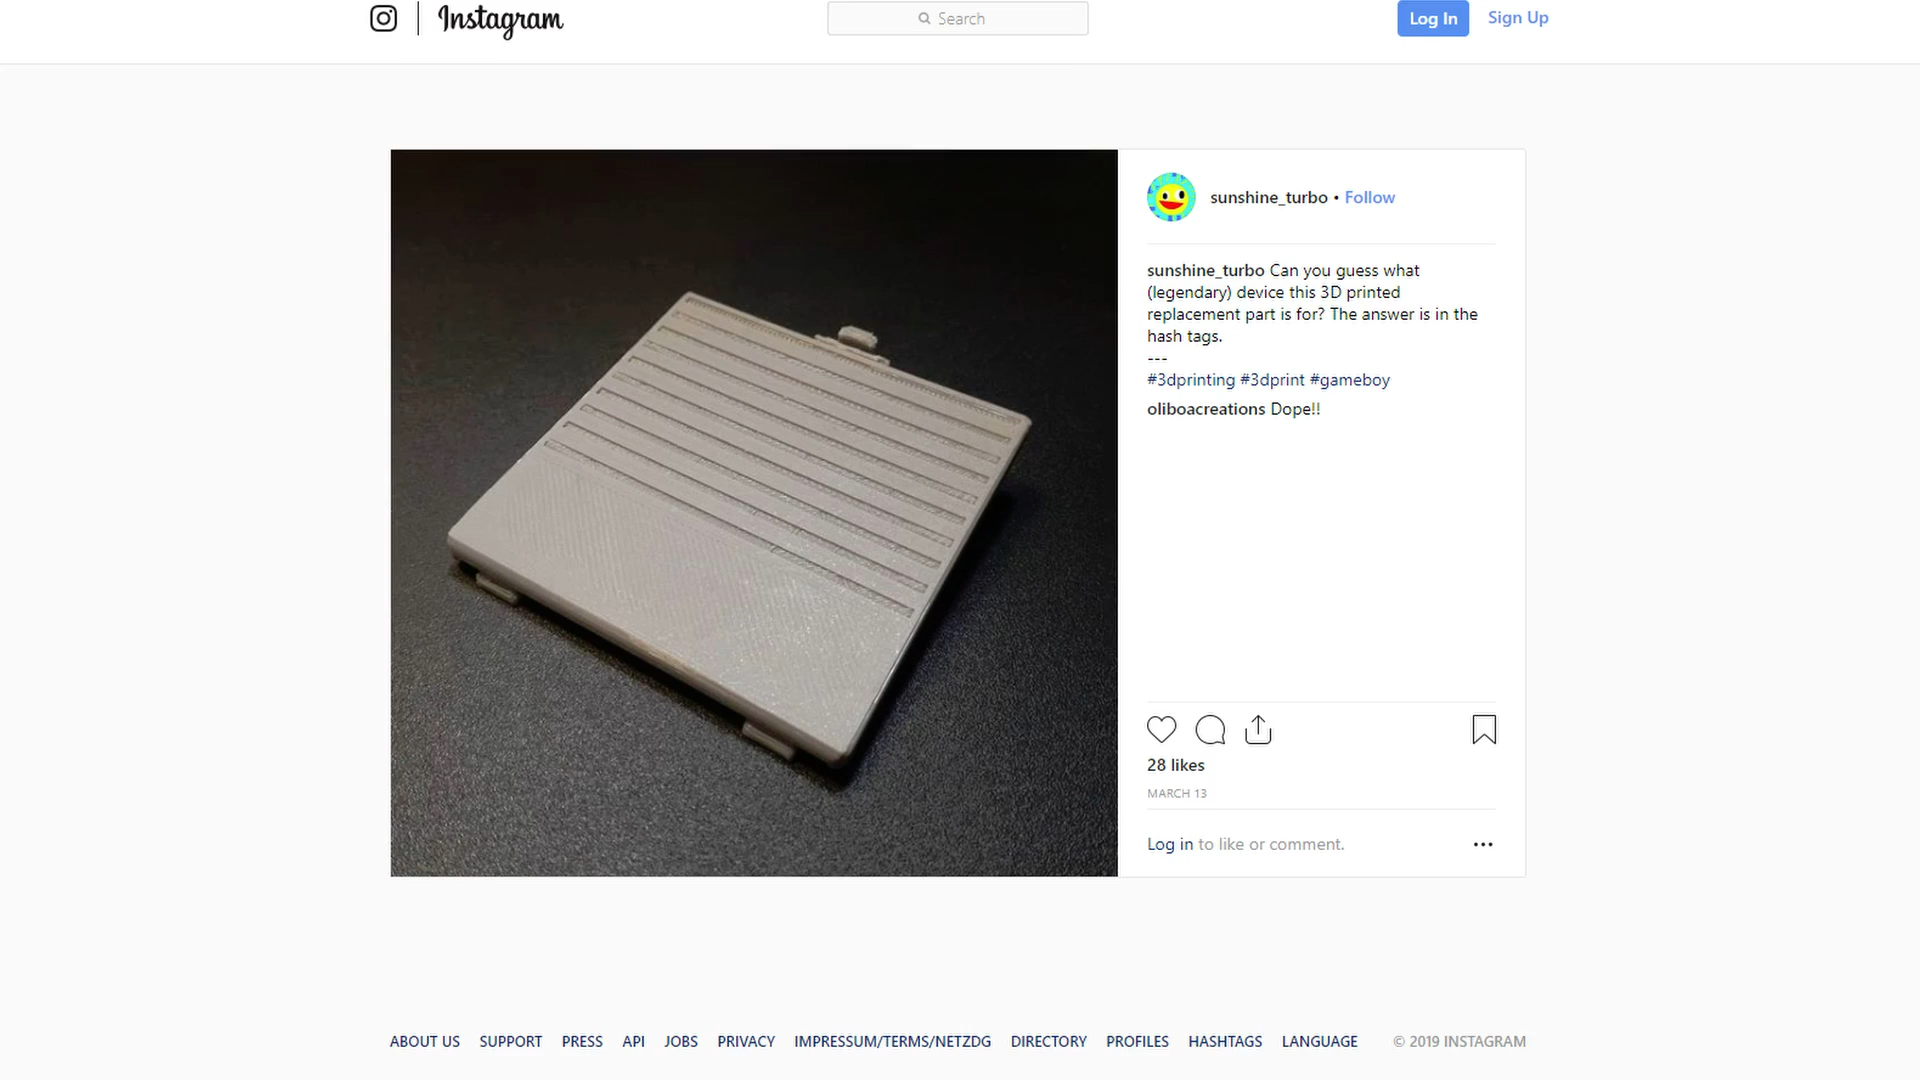 Instagram
Search
Log In
Sign Up
sunshine_turbo • Follow
sunshine_turbo Can you guess what
(legendary) device this 3D printed
replacement part is for? The answer is in the
hash tags.
---
#3dprinting #3dprint #gameboy
oliboacreations Dope!!
28 likes
MARCH 13
Log in to like or comment.
ABOUT US SUPPORT PRESS API JOBS PRIVACY IMPRESSUM/TERMS/NETZDG DIRECTORY PROFILES HASHTAGS LANGUAGE © 2019 INSTAGRAM